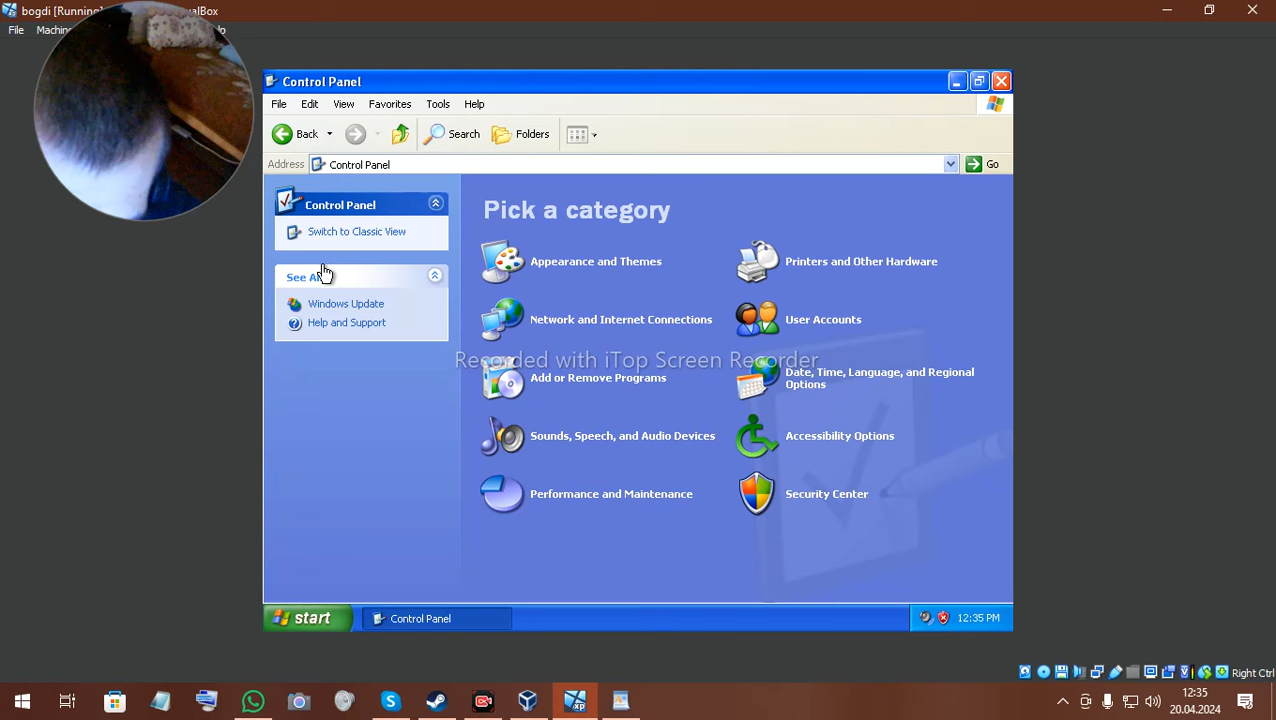 bogdi [Running] ualBox
File Machin lp
Control Panel
File Edit View Favorites Tools Help
Back Search Folders
Address Control Panel Go
Control Panel
Switch to Classic View
See Al
Windows Update
Help and Support
Pick a category
Appearance and Themes
Printers and Other Hardware
Network and Internet Connections
User Accounts
Recorded with iTop Screen Recorder
Add or Remove Programs
Date, Time, Language, and Regional
Options
Sounds, Speech, and Audio Devices
Accessibility Options
Performance and Maintenance
Security Center
start Control Panel 12:35 PM
Right Ctrl
xp
12:35
20.04.2024